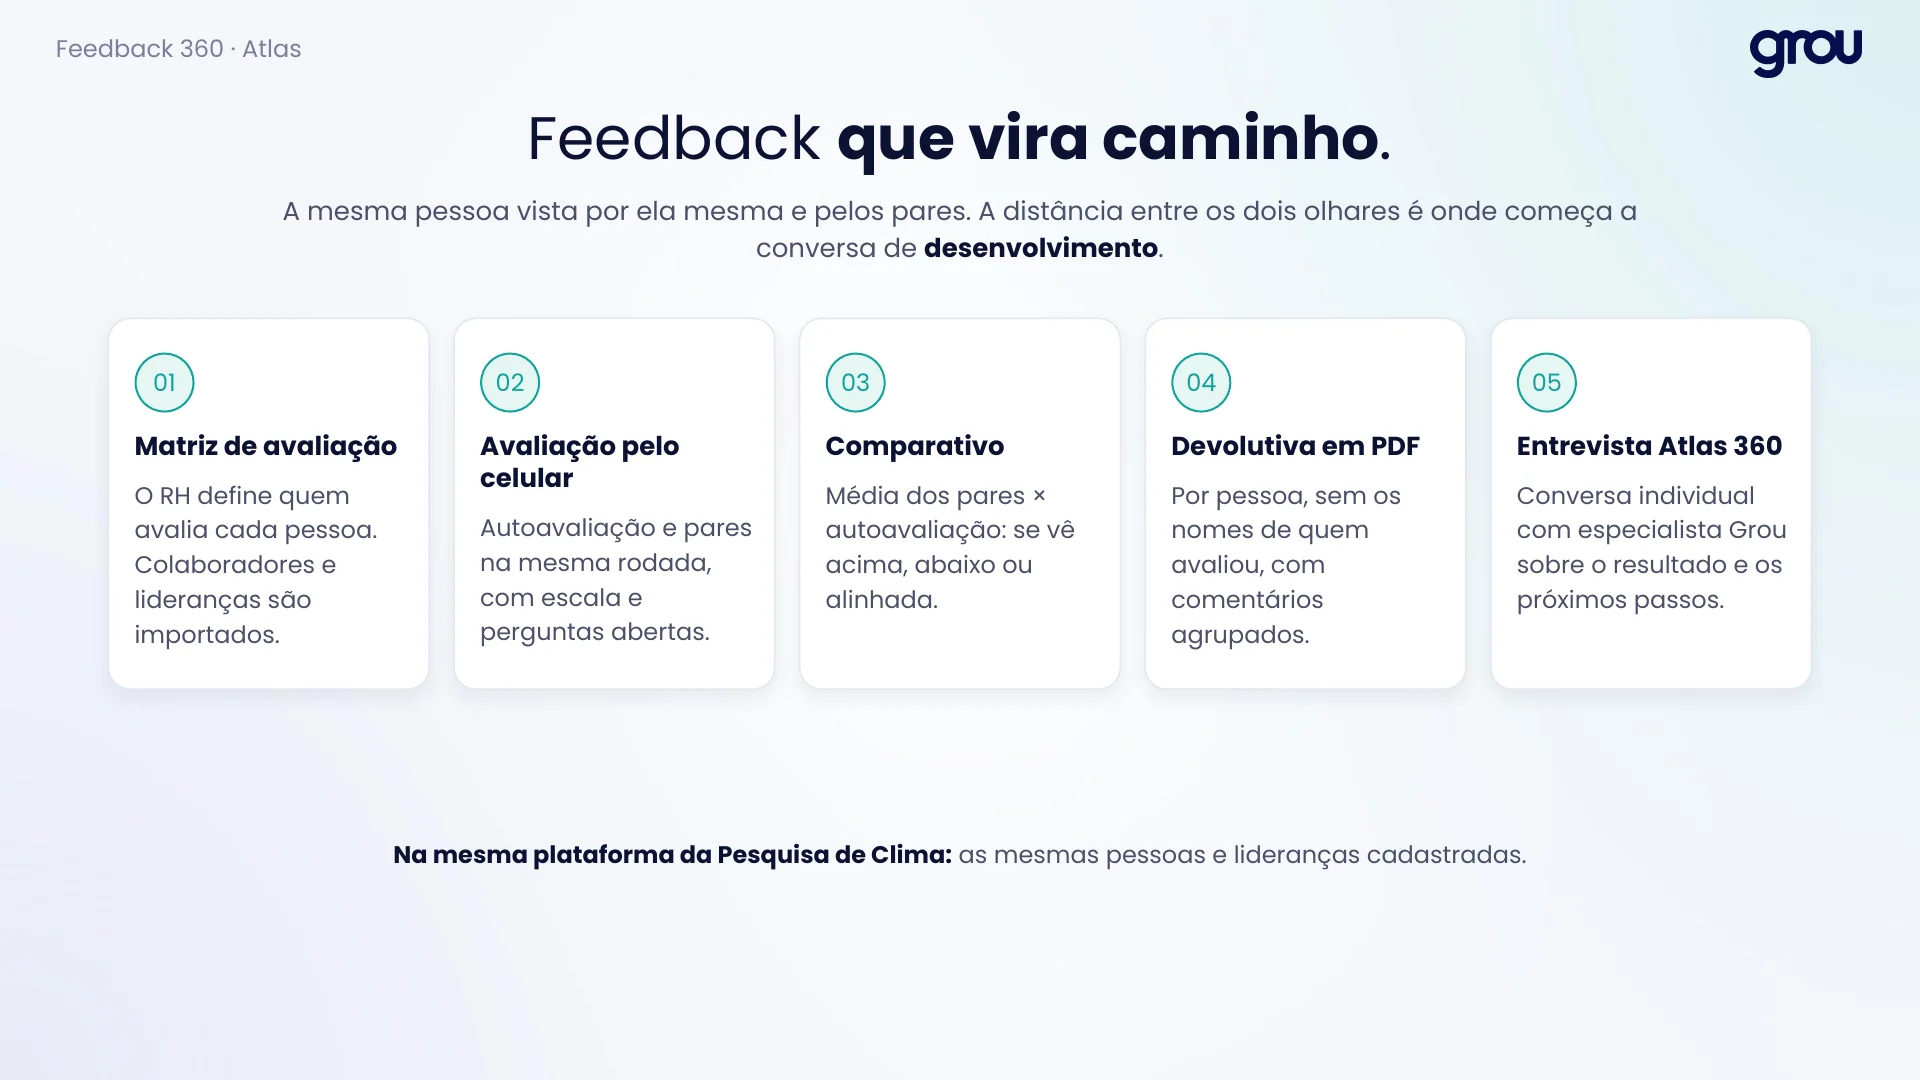 Feedback 360 · Atlas
grou
Feedback que vira caminho.
A mesma pessoa vista por ela mesma e pelos pares. A distância entre os dois olhares é onde começa a
conversa de desenvolvimento.
01
Matriz de avaliação
O RH define quem
avalia cada pessoa.
Colaboradores e
lideranças são
importados.
02
Avaliação pelo
celular
Autoavaliação e pares
na mesma rodada,
com escala e
perguntas abertas.
03
Comparativo
Média dos pares ×
autoavaliação: se vê
acima, abaixo ou
alinhada.
04
Devolutiva em PDF
Por pessoa, sem os
nomes de quem
avaliou, com
comentários
agrupados.
05
Entrevista Atlas 360
Conversa individual
com especialista Grou
sobre o resultado e os
próximos passos.
Na mesma plataforma da Pesquisa de Clima: as mesmas pessoas e lideranças cadastradas.